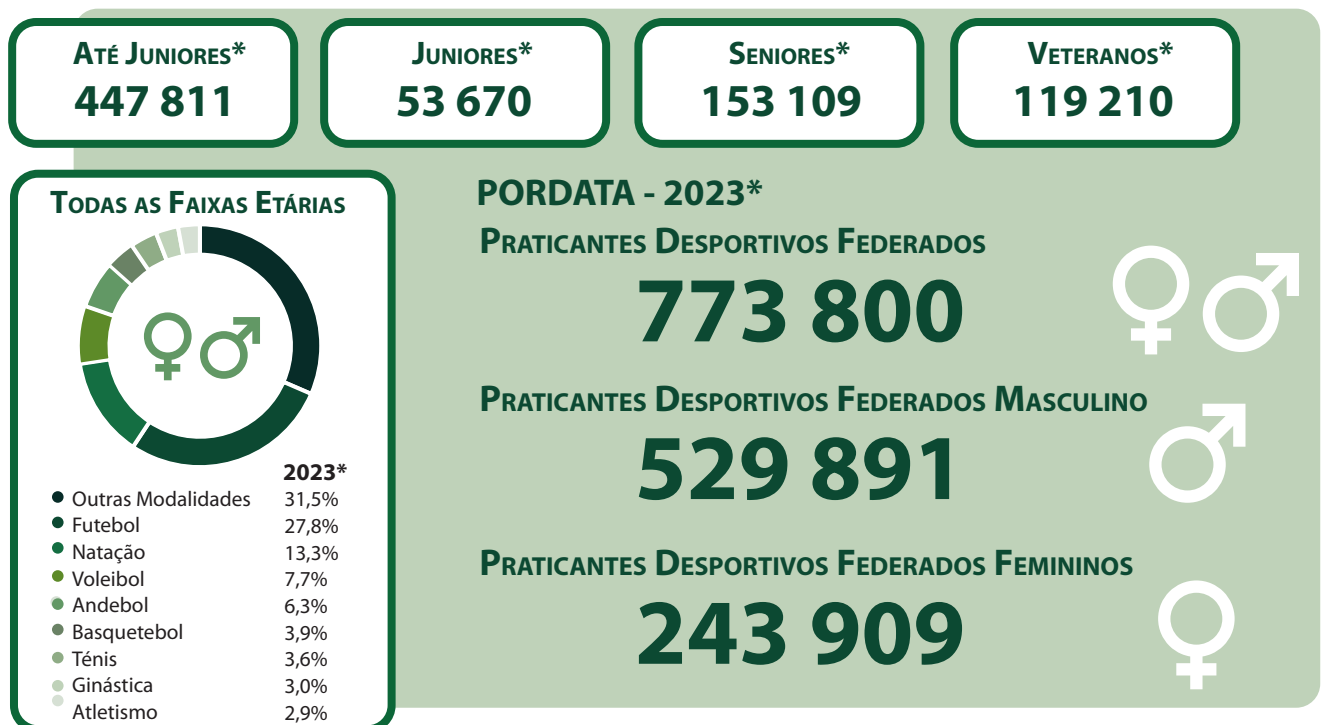 Até Juniores*
447 811
Juniores*
53 670
Seniores*
153 109
Veteranos*
119 210
Todas as Faixas Etárias
2023*
Outras Modalidades 31,5%
Futebol 27,8%
Natação 13,3%
Voleibol 7,7%
Andebol 6,3%
Basquetebol 3,9%
Ténis 3,6%
Ginástica 3,0%
Atletismo 2,9%
PORDATA - 2023*
Praticantes Desportivos Federados
773 800
Praticantes Desportivos Federados Masculino
529 891
Praticantes Desportivos Federados Femininos
243 909